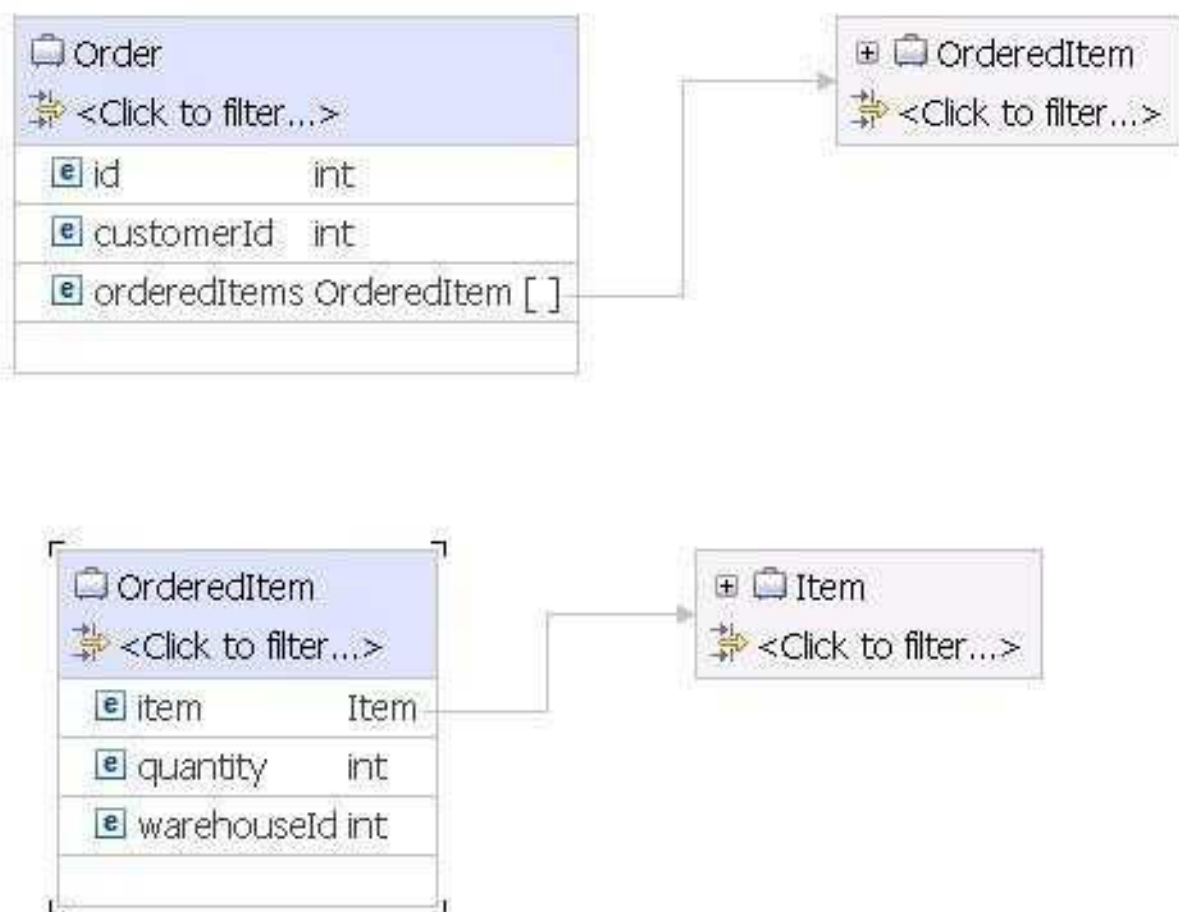 Order
<Click to filter...>
e id int
e customerId int
e orderedItems OrderedItem [ ]
OrderedItem
<Click to filter...>
OrderedItem
<Click to filter...>
e item Item
e quantity int
e warehouseId int
Item
<Click to filter...>